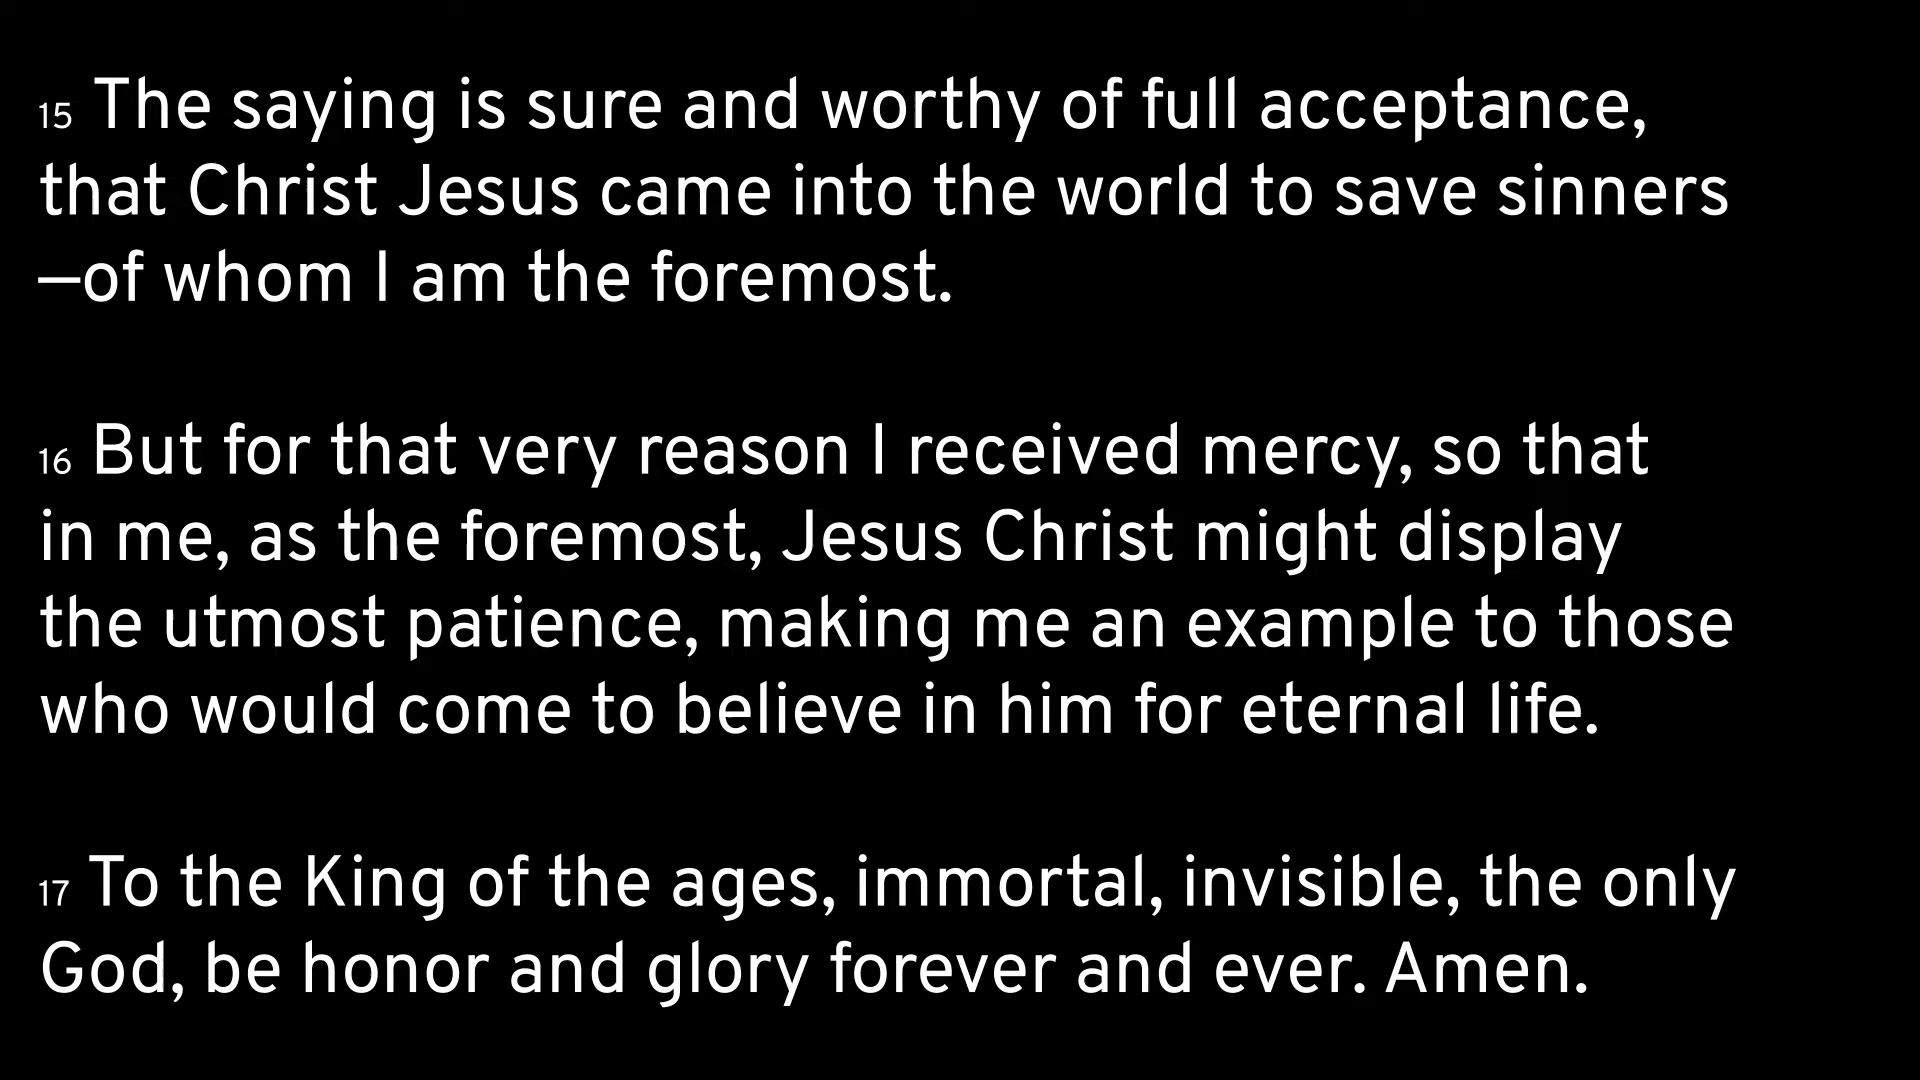 15 The saying is sure and worthy of full acceptance,
that Christ Jesus came into the world to save sinners
—of whom I am the foremost.
16 But for that very reason I received mercy, so that
in me, as the foremost, Jesus Christ might display
the utmost patience, making me an example to those
who would come to believe in him for eternal life.
17 To the King of the ages, immortal, invisible, the only
God, be honor and glory forever and ever. Amen.